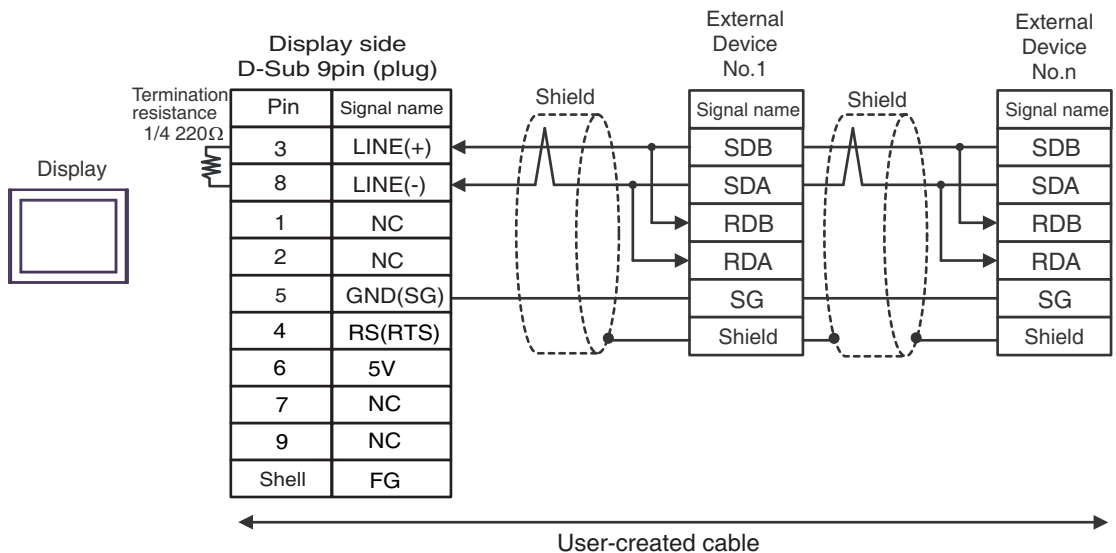 Display side
D-Sub 9pin (plug)
External
Device
No.1
External
Device
No.n
Termination
resistance
1/4 220Ω
Display
Pin Signal name
3 LINE(+)
8 LINE(-)
1 NC
2 NC
5 GND(SG)
4 RS(RTS)
6 5V
7 NC
9 NC
Shell FG
Shield
Signal name
SDB
SDA
RDB
RDA
SG
Shield
Shield
Signal name
SDB
SDA
RDB
RDA
SG
Shield
User-created cable